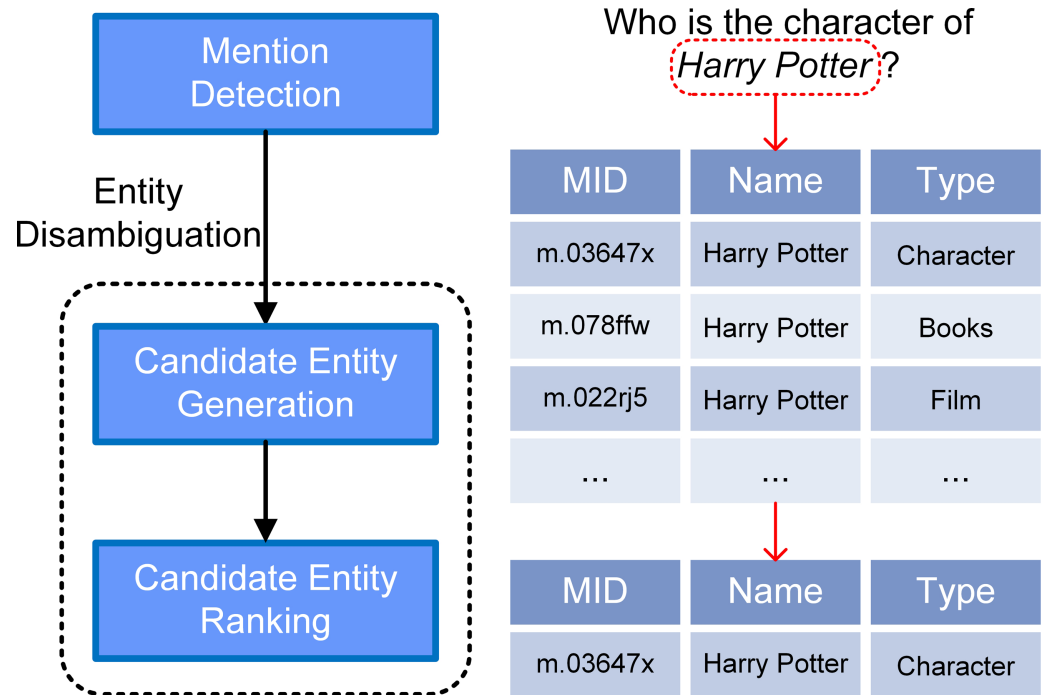 Mention
Detection
Entity
Disambiguation
Candidate Entity
Generation
Candidate Entity
Ranking
Who is the character of
Harry Potter ?
MID Name Type
m.03647x Harry Potter Character
m.078ffw Harry Potter Books
m.022rj5 Harry Potter Film
... ... ...
MID Name Type
m.03647x Harry Potter Character